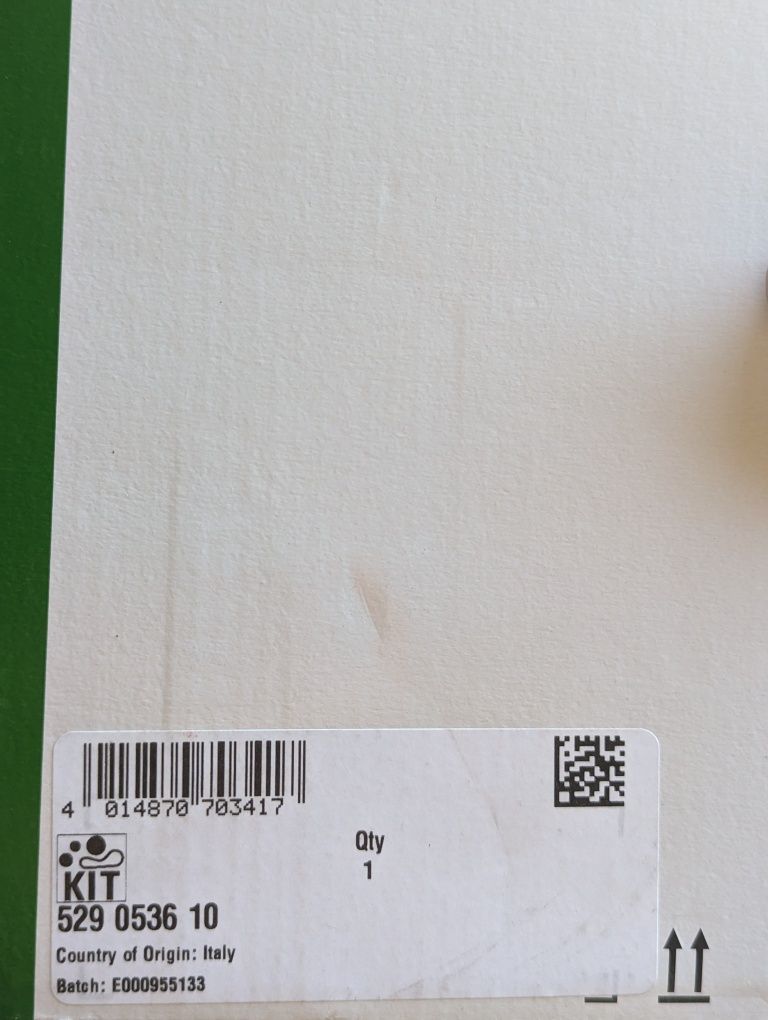 4 014870 703417
Qty
1
KIT
529 0536 10
Country of Origin: Italy
Batch: E000955133